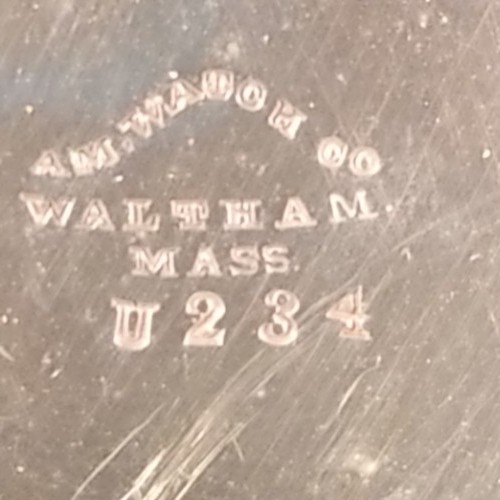 AM. WATCH CO
WALTHAM.
MASS.
U234